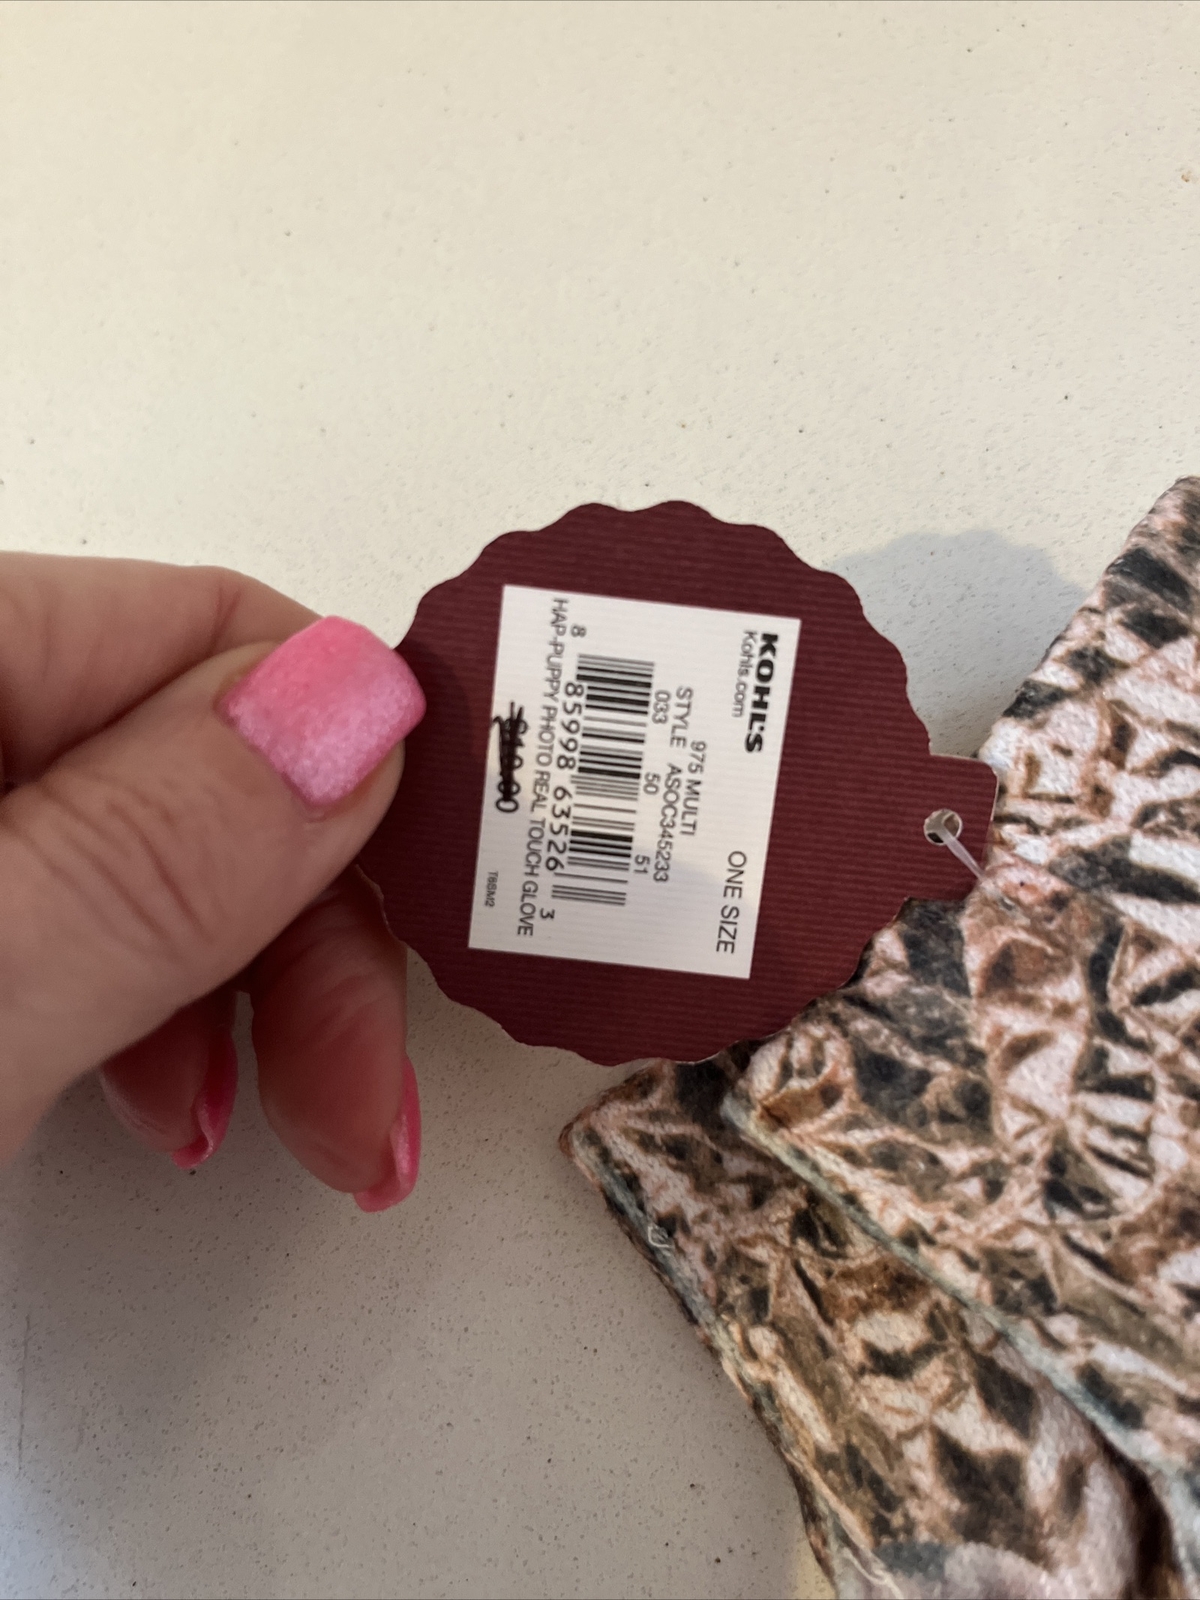 KOHL'S
Kohls.com
ONE SIZE
975 MULTI
STYLE ASOC345233
033 50 51
8 85998 63526 3
HAP-PUPPY PHOTO REAL TOUCH GLOVE